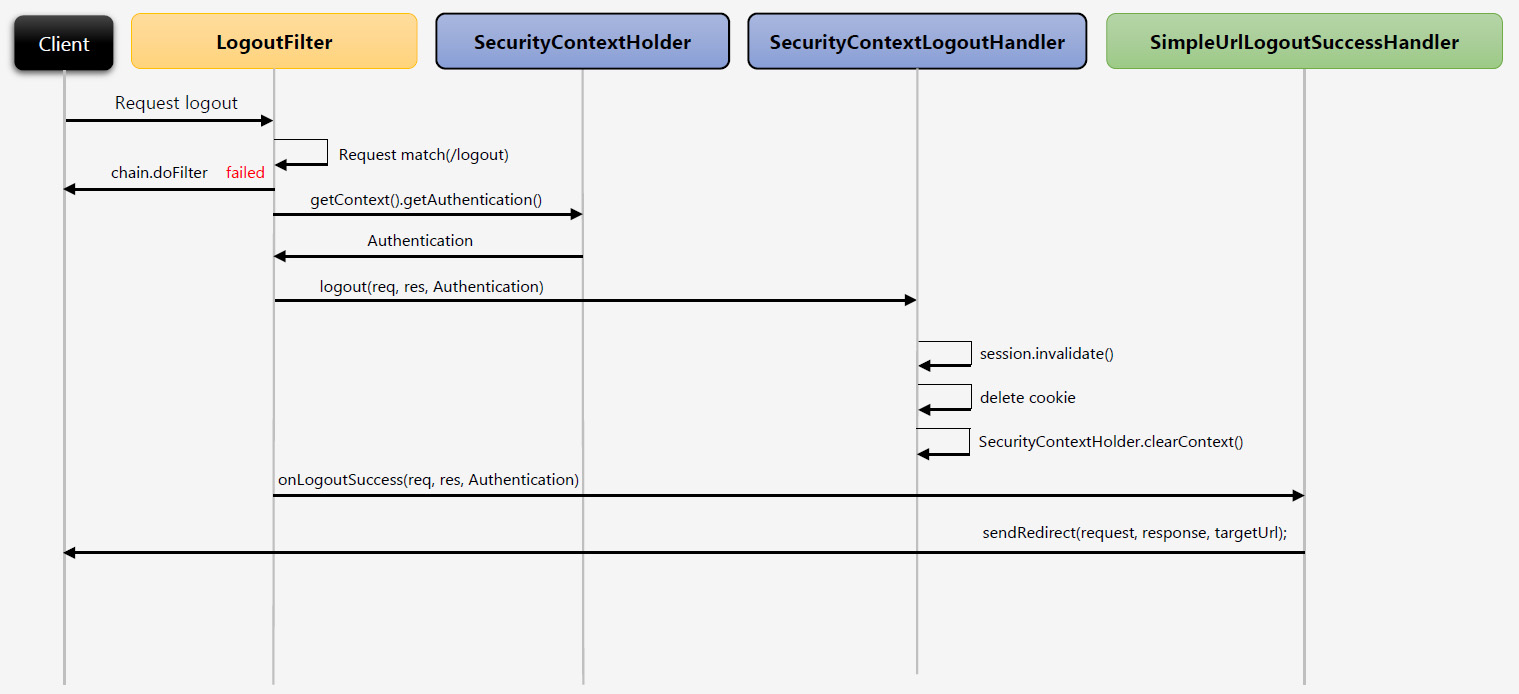 Client
LogoutFilter
SecurityContextHolder
SecurityContextLogoutHandler
SimpleUrlLogoutSuccessHandler
Request logout
Request match(/logout)
chain.doFilter failed
getContext().getAuthentication()
Authentication
logout(req, res, Authentication)
session.invalidate()
delete cookie
SecurityContextHolder.clearContext()
onLogoutSuccess(req, res, Authentication)
sendRedirect(request, response, targetUrl);